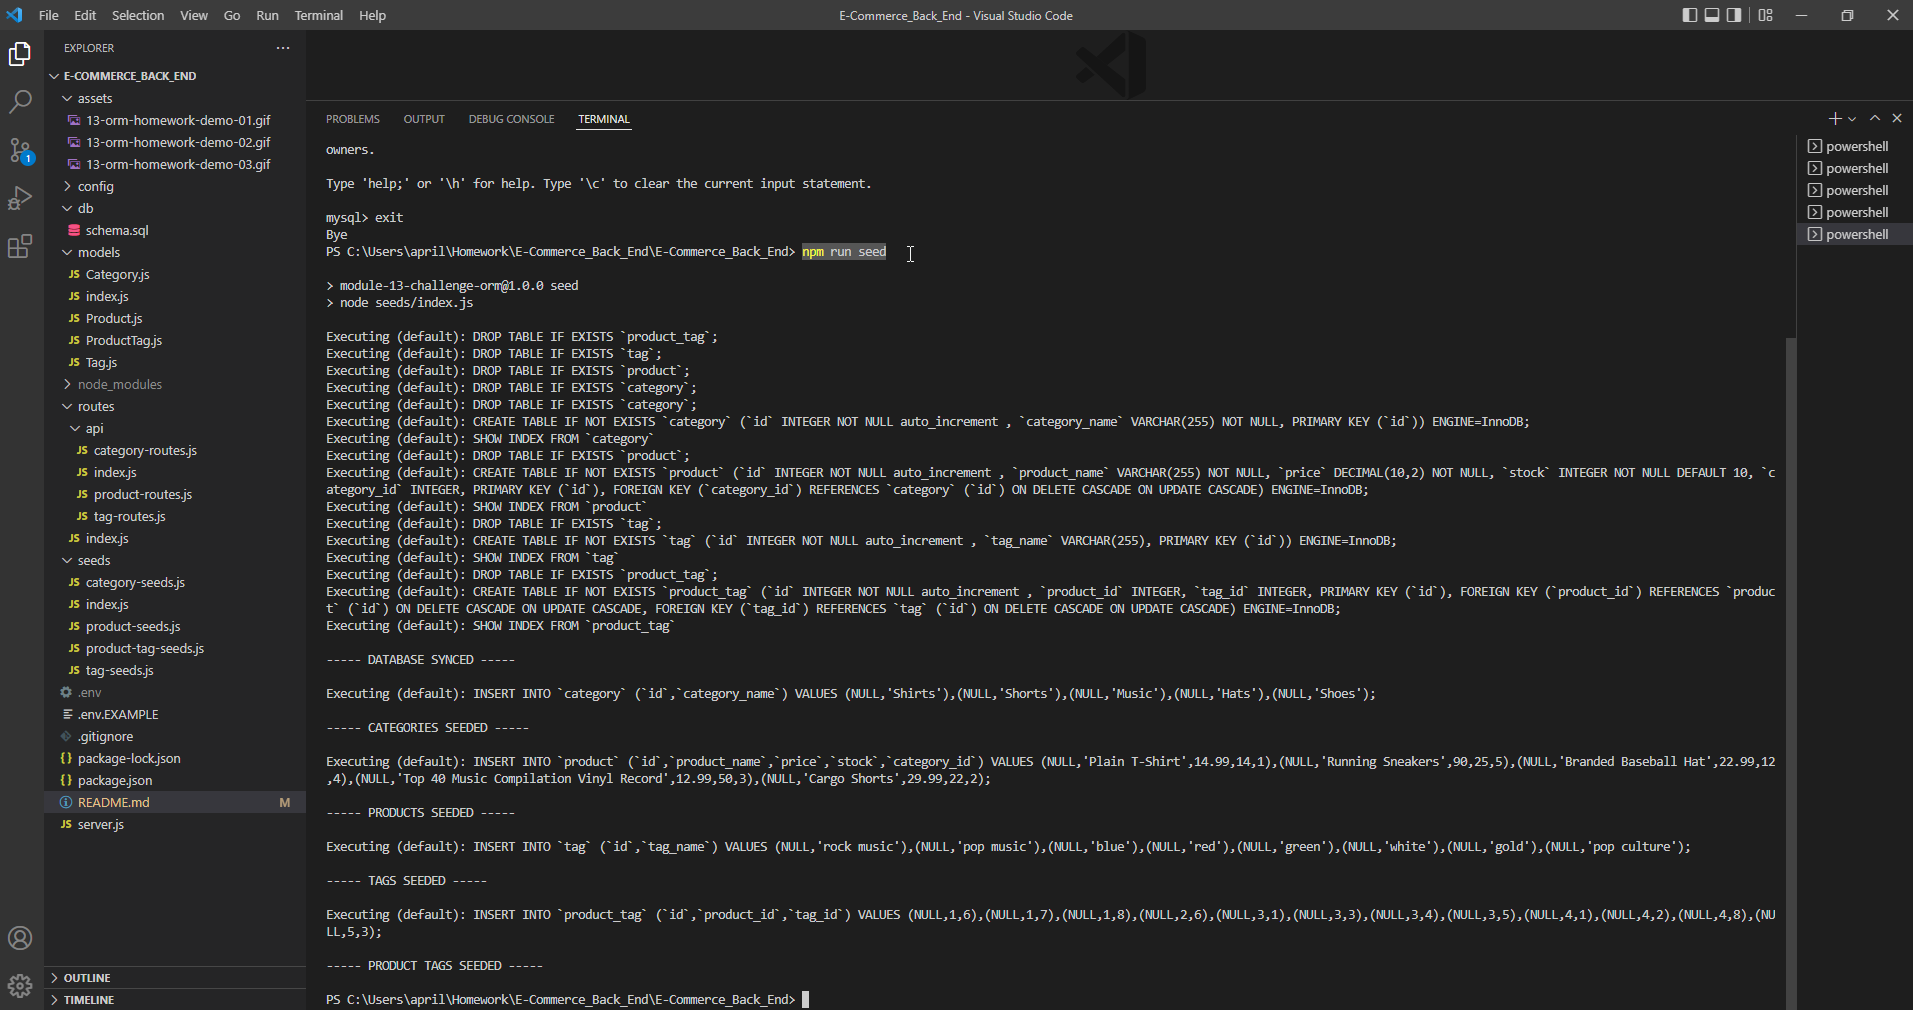 File Edit Selection View Go Run Terminal Help
E-Commerce_Back_End - Visual Studio Code
EXPLORER
E-COMMERCE_BACK_END
assets
13-orm-homework-demo-01.gif
13-orm-homework-demo-02.gif
13-orm-homework-demo-03.gif
config
db
schema.sql
models
JS Category.js
JS index.js
JS Product.js
JS ProductTag.js
JS Tag.js
node_modules
routes
api
JS category-routes.js
JS index.js
JS product-routes.js
JS tag-routes.js
JS index.js
seeds
JS category-seeds.js
JS index.js
JS product-seeds.js
JS product-tag-seeds.js
JS tag-seeds.js
.env
.env.EXAMPLE
.gitignore
{} package-lock.json
{} package.json
README.md M
JS server.js
OUTLINE
TIMELINE
1
PROBLEMS OUTPUT DEBUG CONSOLE TERMINAL
owners.
Type 'help;' or '\h' for help. Type '\c' to clear the current input statement.
mysql> exit
Bye
PS C:\Users\april\Homework\E-Commerce_Back_End\E-Commerce_Back_End> npm run seed
> module-13-challenge-orm@1.0.0 seed
> node seeds/index.js
Executing (default): DROP TABLE IF EXISTS `product_tag`;
Executing (default): DROP TABLE IF EXISTS `tag`;
Executing (default): DROP TABLE IF EXISTS `product`;
Executing (default): DROP TABLE IF EXISTS `category`;
Executing (default): DROP TABLE IF EXISTS `category`;
Executing (default): CREATE TABLE IF NOT EXISTS `category` (`id` INTEGER NOT NULL auto_increment , `category_name` VARCHAR(255) NOT NULL, PRIMARY KEY (`id`)) ENGINE=InnoDB;
Executing (default): SHOW INDEX FROM `category`
Executing (default): DROP TABLE IF EXISTS `product`;
Executing (default): CREATE TABLE IF NOT EXISTS `product` (`id` INTEGER NOT NULL auto_increment , `product_name` VARCHAR(255) NOT NULL, `price` DECIMAL(10,2) NOT NULL, `stock` INTEGER NOT NULL DEFAULT 10, `c
ategory_id` INTEGER, PRIMARY KEY (`id`), FOREIGN KEY (`category_id`) REFERENCES `category` (`id`) ON DELETE CASCADE ON UPDATE CASCADE) ENGINE=InnoDB;
Executing (default): SHOW INDEX FROM `product`
Executing (default): DROP TABLE IF EXISTS `tag`;
Executing (default): CREATE TABLE IF NOT EXISTS `tag` (`id` INTEGER NOT NULL auto_increment , `tag_name` VARCHAR(255), PRIMARY KEY (`id`)) ENGINE=InnoDB;
Executing (default): SHOW INDEX FROM `tag`
Executing (default): DROP TABLE IF EXISTS `product_tag`;
Executing (default): CREATE TABLE IF NOT EXISTS `product_tag` (`id` INTEGER NOT NULL auto_increment , `product_id` INTEGER, `tag_id` INTEGER, PRIMARY KEY (`id`), FOREIGN KEY (`product_id`) REFERENCES `produc
t` (`id`) ON DELETE CASCADE ON UPDATE CASCADE, FOREIGN KEY (`tag_id`) REFERENCES `tag` (`id`) ON DELETE CASCADE ON UPDATE CASCADE) ENGINE=InnoDB;
Executing (default): SHOW INDEX FROM `product_tag`
----- DATABASE SYNCED -----
Executing (default): INSERT INTO `category` (`id`,`category_name`) VALUES (NULL,'Shirts'),(NULL,'Shorts'),(NULL,'Music'),(NULL,'Hats'),(NULL,'Shoes');
----- CATEGORIES SEEDED -----
Executing (default): INSERT INTO `product` (`id`,`product_name`,`price`,`stock`,`category_id`) VALUES (NULL,'Plain T-Shirt',14.99,14,1),(NULL,'Running Sneakers',90,25,5),(NULL,'Branded Baseball Hat',22.99,12
,4),(NULL,'Top 40 Music Compilation Vinyl Record',12.99,50,3),(NULL,'Cargo Shorts',29.99,22,2);
----- PRODUCTS SEEDED -----
Executing (default): INSERT INTO `tag` (`id`,`tag_name`) VALUES (NULL,'rock music'),(NULL,'pop music'),(NULL,'blue'),(NULL,'red'),(NULL,'green'),(NULL,'white'),(NULL,'gold'),(NULL,'pop culture');
----- TAGS SEEDED -----
Executing (default): INSERT INTO `product_tag` (`id`,`product_id`,`tag_id`) VALUES (NULL,1,6),(NULL,1,7),(NULL,1,8),(NULL,2,6),(NULL,3,1),(NULL,3,3),(NULL,3,4),(NULL,3,5),(NULL,4,1),(NULL,4,2),(NULL,4,8),(NU
LL,5,3);
----- PRODUCT TAGS SEEDED -----
PS C:\Users\april\Homework\E-Commerce_Back_End\E-Commerce_Back_End>
powershell
powershell
powershell
powershell
powershell